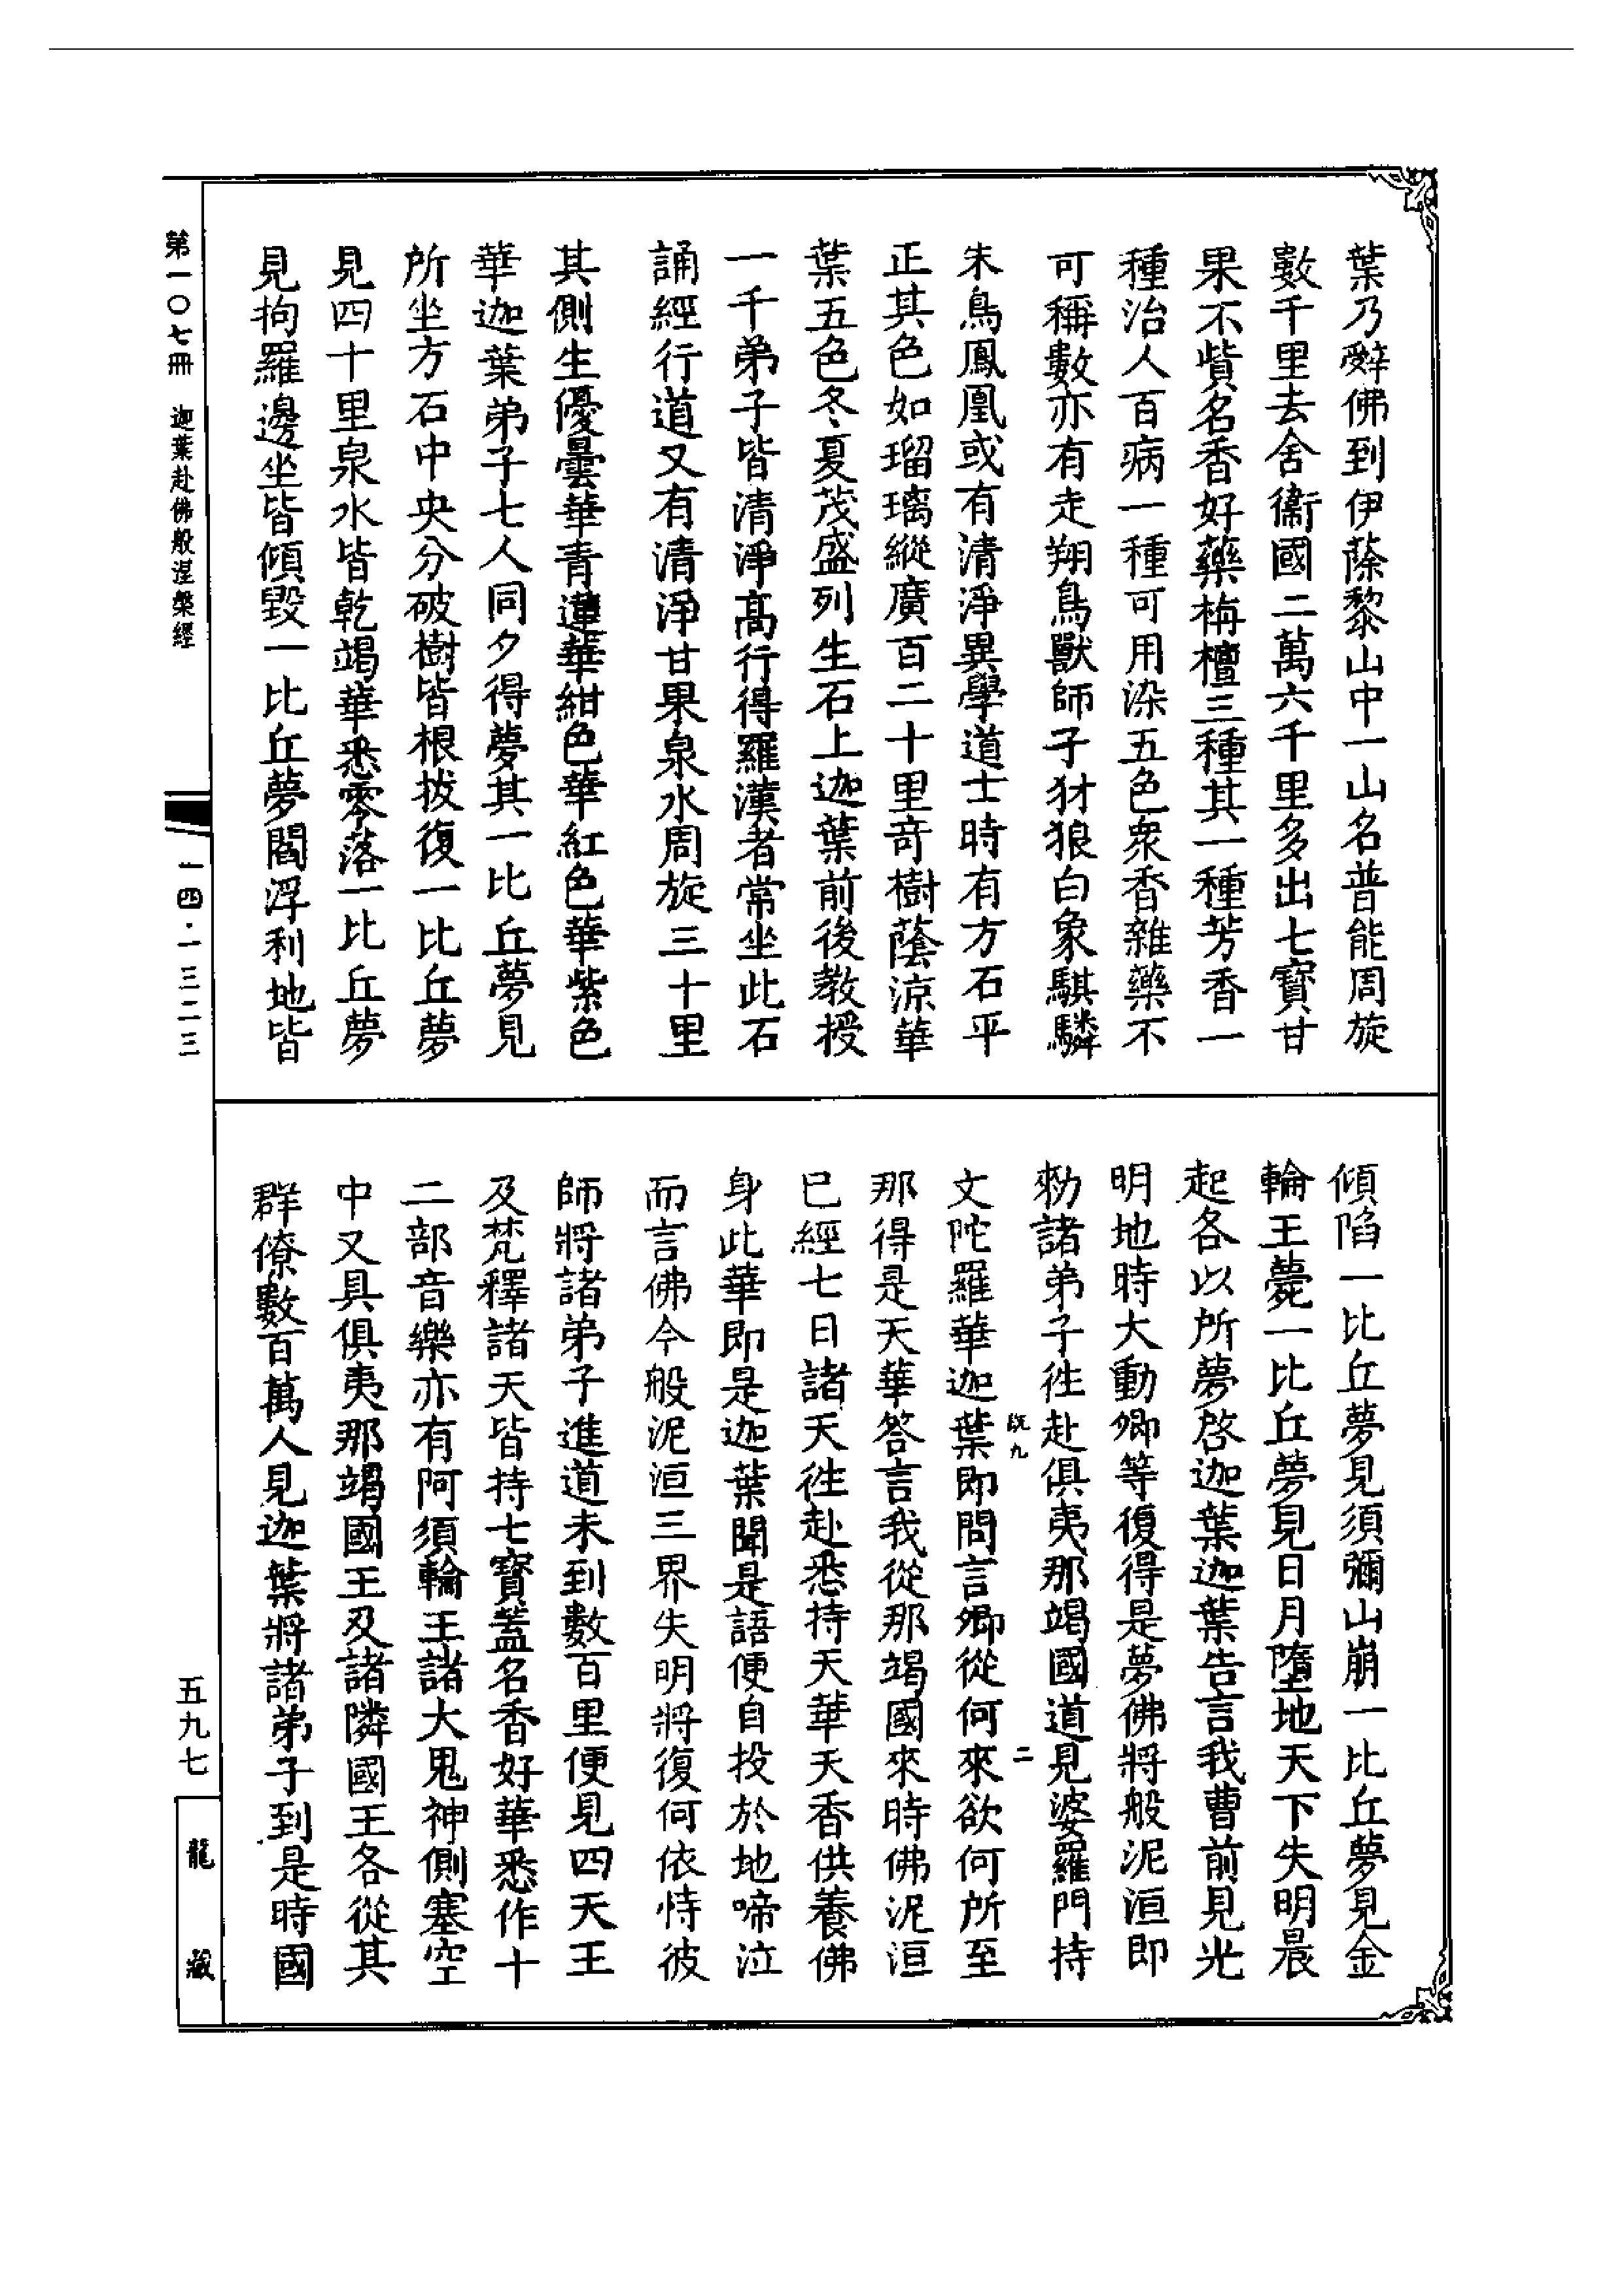 葉乃辭佛到伊蒢黎山中一山名普能周旋
數千里去舍衞國二萬六千里多出七寶甘
果不貲名香好藥栴檀三種其一種芳香一
種治人百病一種可用染五色衆香雜藥不
可稱數亦有走翔鳥獸師子犲狼白象騏驎
朱鳥鳳凰或有清淨異學道士時有方石平
正其色如瑠璃縱廣百二十里竒樹蔭涼華
葉五色冬夏茂盛列生石上迦葉前後教授
一千弟子皆清淨髙行得羅漢者常坐此石
誦經行道又有清淨甘果泉水周旋三十里
其側生優曇華青蓮華紺色華紅色華紫色
華迦葉弟子七人同夕得夢其一比丘夢見
所坐方石中央分破樹皆根拔復一比丘夢
見四十里泉水皆乾竭華悉零落一比丘夢
見拘羅邊坐皆傾毀一比丘夢閻浮利地皆
傾陷一比丘夢見須彌山崩一比丘夢見金
輪王薨一比丘夢見日月墮地天下失明晨
起各以所夢啓迦葉迦葉告言我曹前見光
明地時大動卿等復得是夢佛將般泥洹即
勑諸弟子徃赴俱夷那竭國道見婆羅門持
文陀羅華迦葉即問言卿從何來欲何所至
那得是天華答言我從那竭國來時佛泥洹
已經七日諸天徃赴悉持天華天香供養佛
身此華即是迦葉聞是語便自投於地啼泣
而言佛今般泥洹三界失明將復何依恃彼
師將諸弟子進道未到數百里便見四天王
及梵釋諸天皆持七寶蓋名香好華悉作十
二部音樂亦有阿須輪王諸大鬼神側塞空
中又具俱夷那竭國王及諸隣國王各從其
群僚數百萬人見迦葉將諸弟子到是時國
第一〇七冊 迦葉赴佛般涅槃經
一四·一三二三
五九七
龍藏
二